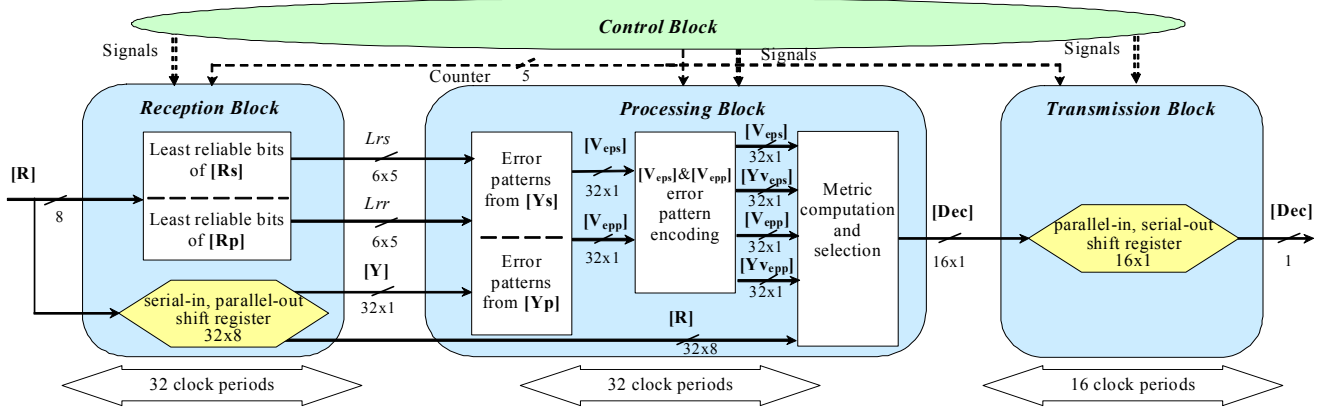 Control Block
Signals
Signals
Signals
Counter
5
Reception Block
Processing Block
Transmission Block
[R]
8
Least reliable bits
of [Rs]
Least reliable bits
of [Rp]
serial-in, parallel-out
shift register
32x8
Lrs
6x5
Lrr
6x5
[Y]
32x1
[R]
32x8
Error
patterns
from [Ys]
Error
patterns
from [Yp]
[Veps]
32x1
[Vepp]
32x1
[Veps]&[Vepp]
error
pattern
encoding
[Veps]
32x1
[Yveps]
32x1
[Vepp]
32x1
[Yvepp]
32x1
Metric
computation
and
selection
[Dec]
16x1
parallel-in, serial-out
shift register
16x1
[Dec]
1
32 clock periods
32 clock periods
16 clock periods